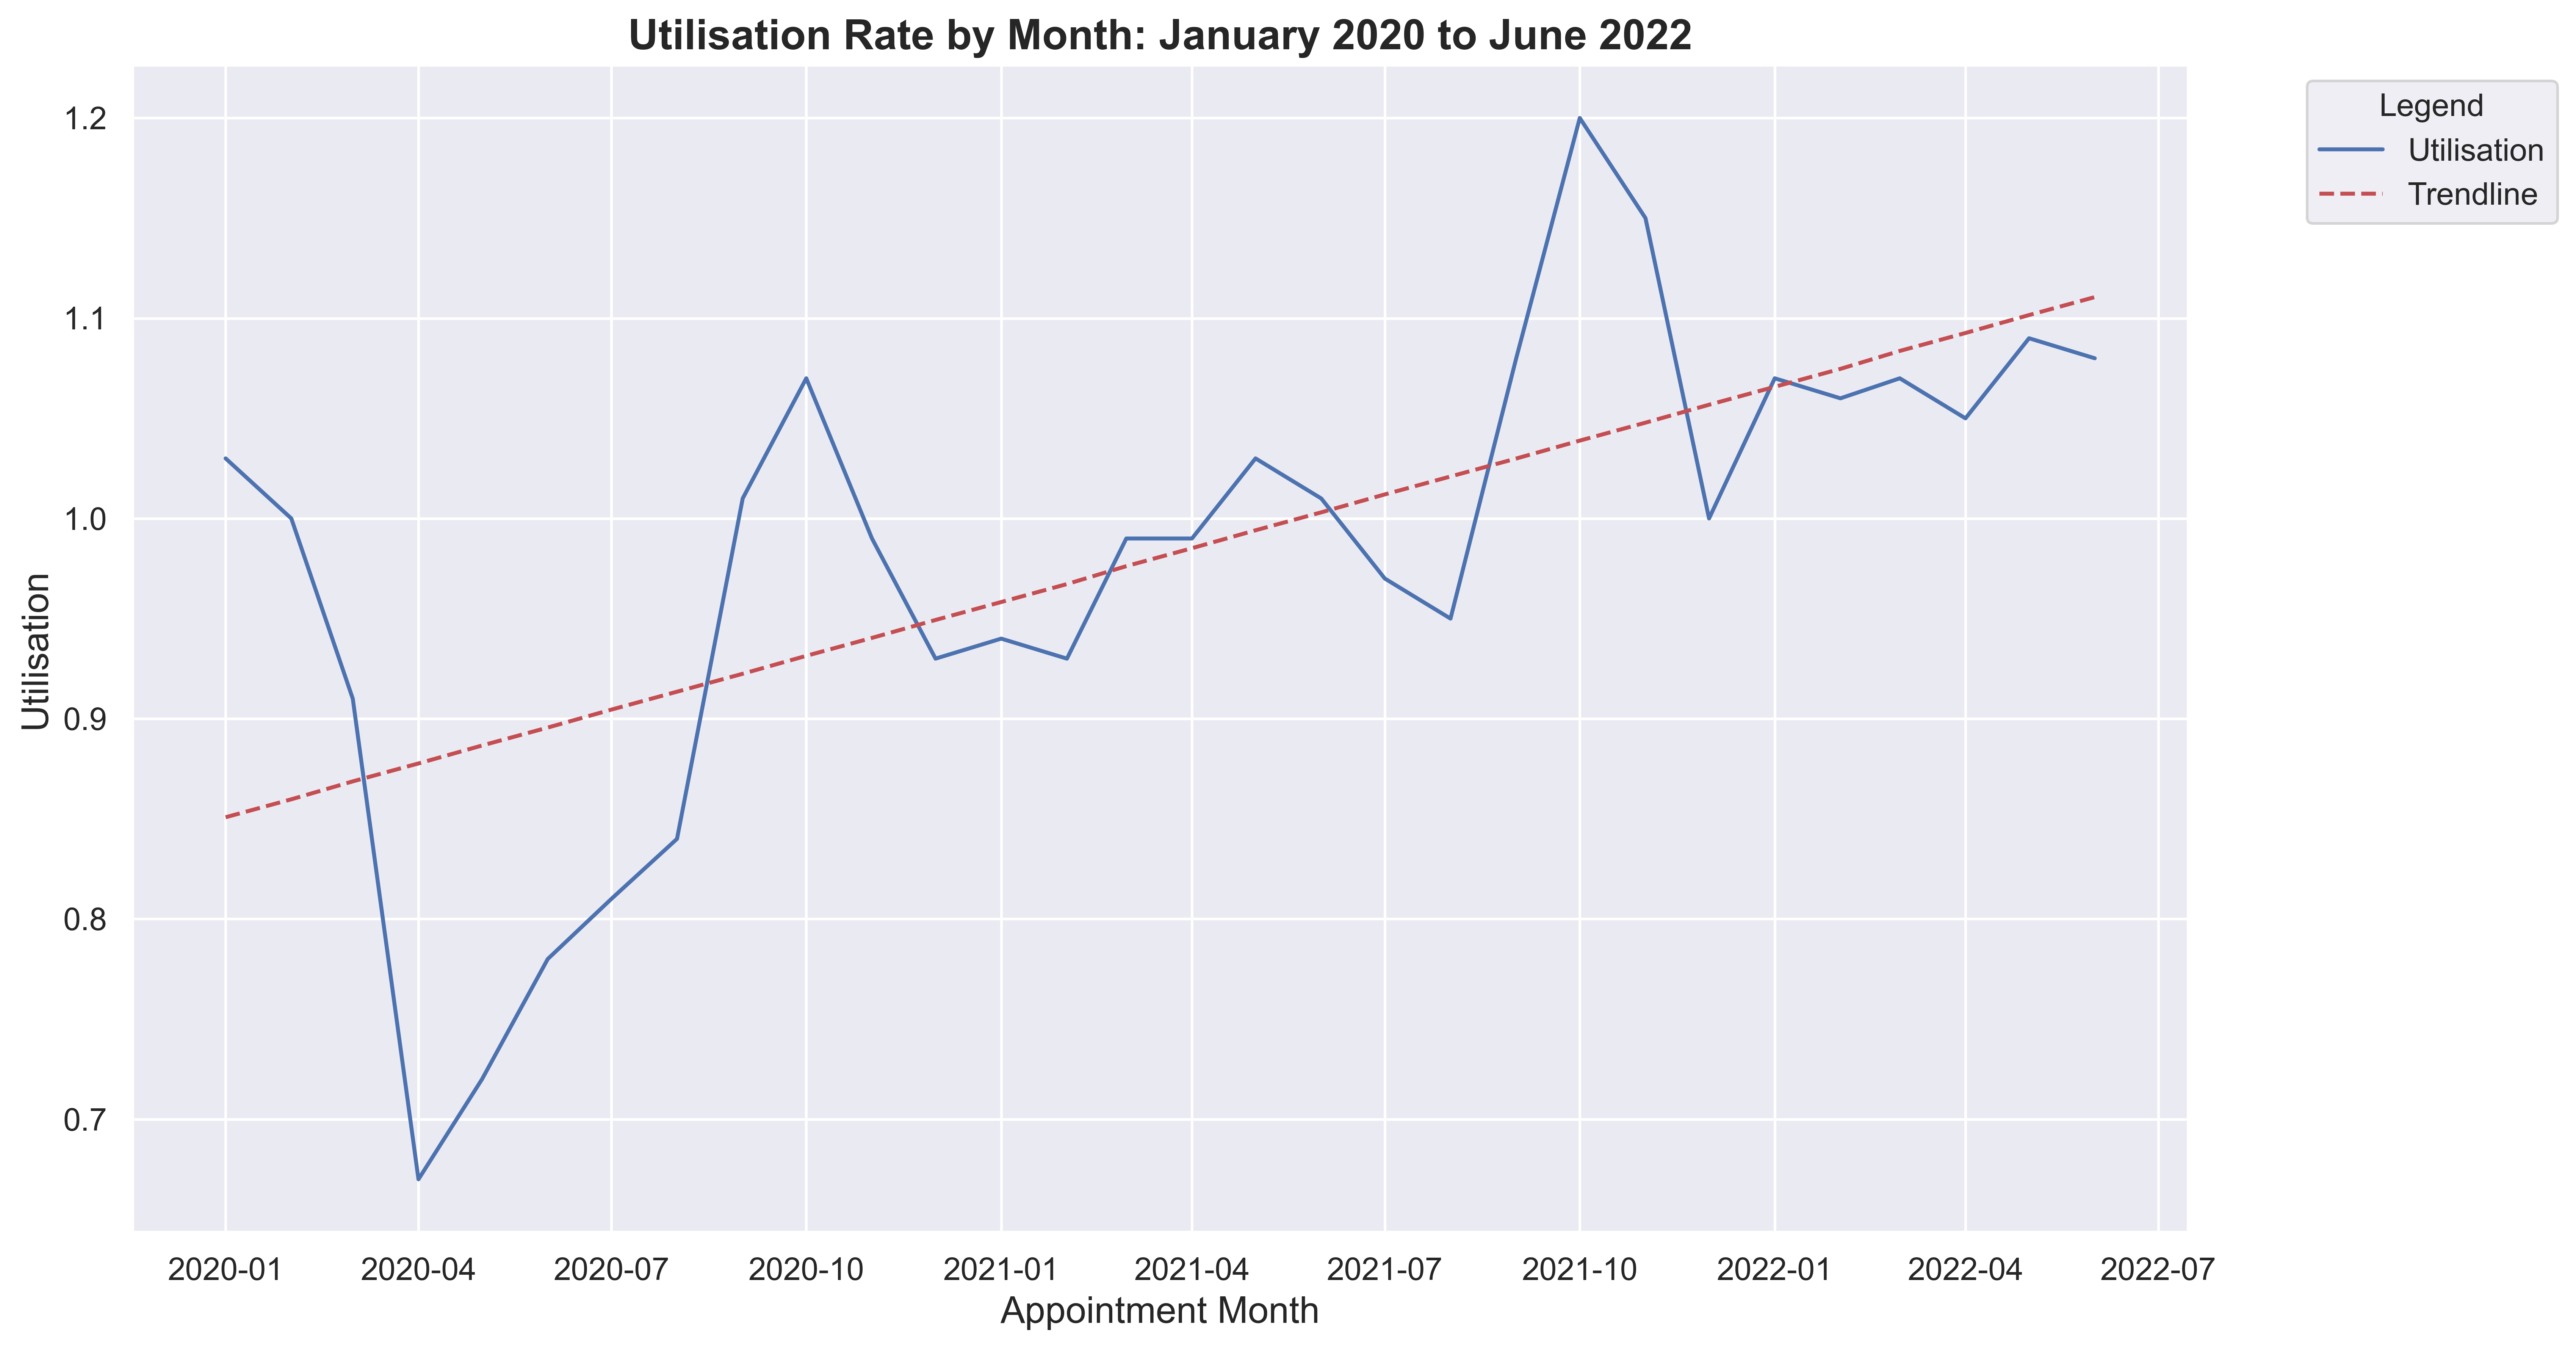 Utilisation Rate by Month: January 2020 to June 2022
Legend
Utilisation
Trendline
Utilisation
1.2
1.1
1.0
0.9
0.8
0.7
2020-01 2020-04 2020-07 2020-10 2021-01 2021-04 2021-07 2021-10 2022-01 2022-04 2022-07
Appointment Month